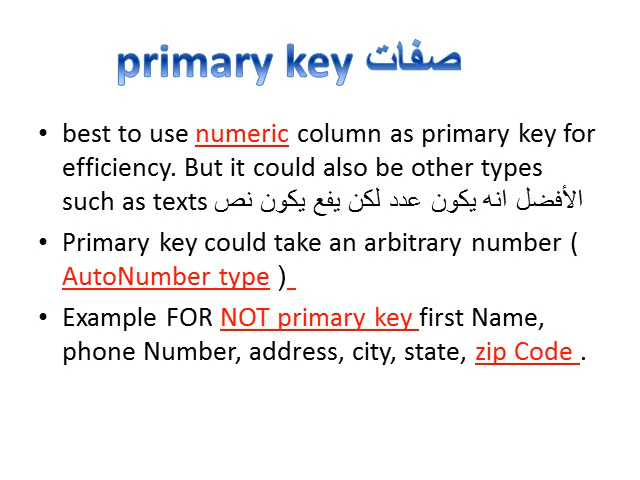 primary key صفات
• best to use numeric column as primary key for
efficiency. But it could also be other types
such as texts الأفضل انه يكون عدد لكن يفع يكون نص
• Primary key could take an arbitrary number (
AutoNumber type )
• Example FOR NOT primary key first Name,
phone Number, address, city, state, zip Code .